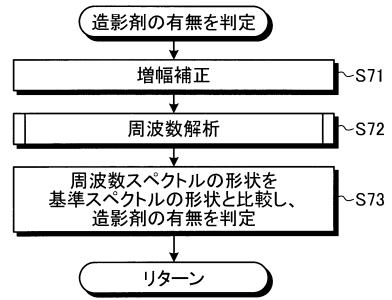 造影剤の有無を判定
増幅補正
S71
周波数解析
S72
周波数スペクトルの形状を
基準スペクトルの形状と比較し、
造影剤の有無を判定
S73
リターン